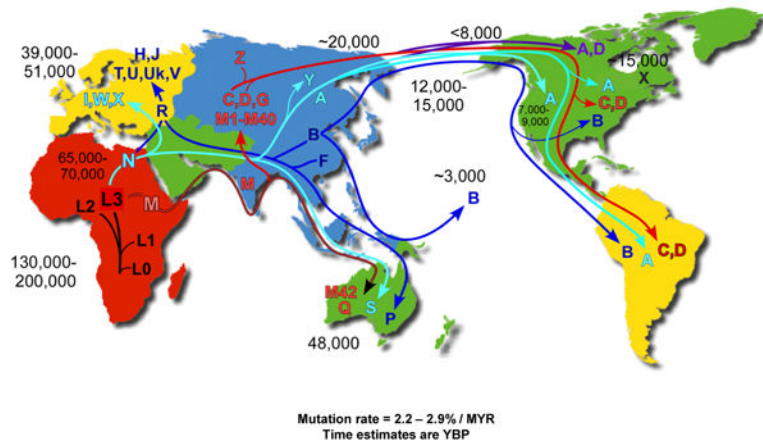 39,000-
51,000
H,J
T,U,Uk,V
I,W,X
R
65,000-
70,000
N
L3
M
L2
L1
L0
130,000-
200,000
Z
C,D,G
M1-M40
Y
A
B
F
M
~20,000
<8,000
12,000-
15,000
~3,000
B
A,D
~15,000
X
A
A
C,D
7,000-
9,000
B
B
A
C,D
M42
Q
S
P
48,000
Mutation rate = 2.2 – 2.9% / MYR
Time estimates are YBP